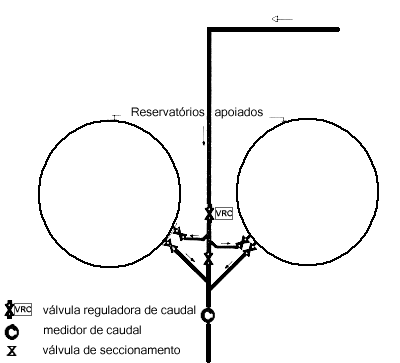 Reservatórios apoiados
VRC
VRC válvula reguladora de caudal
medidor de caudal
válvula de seccionamento